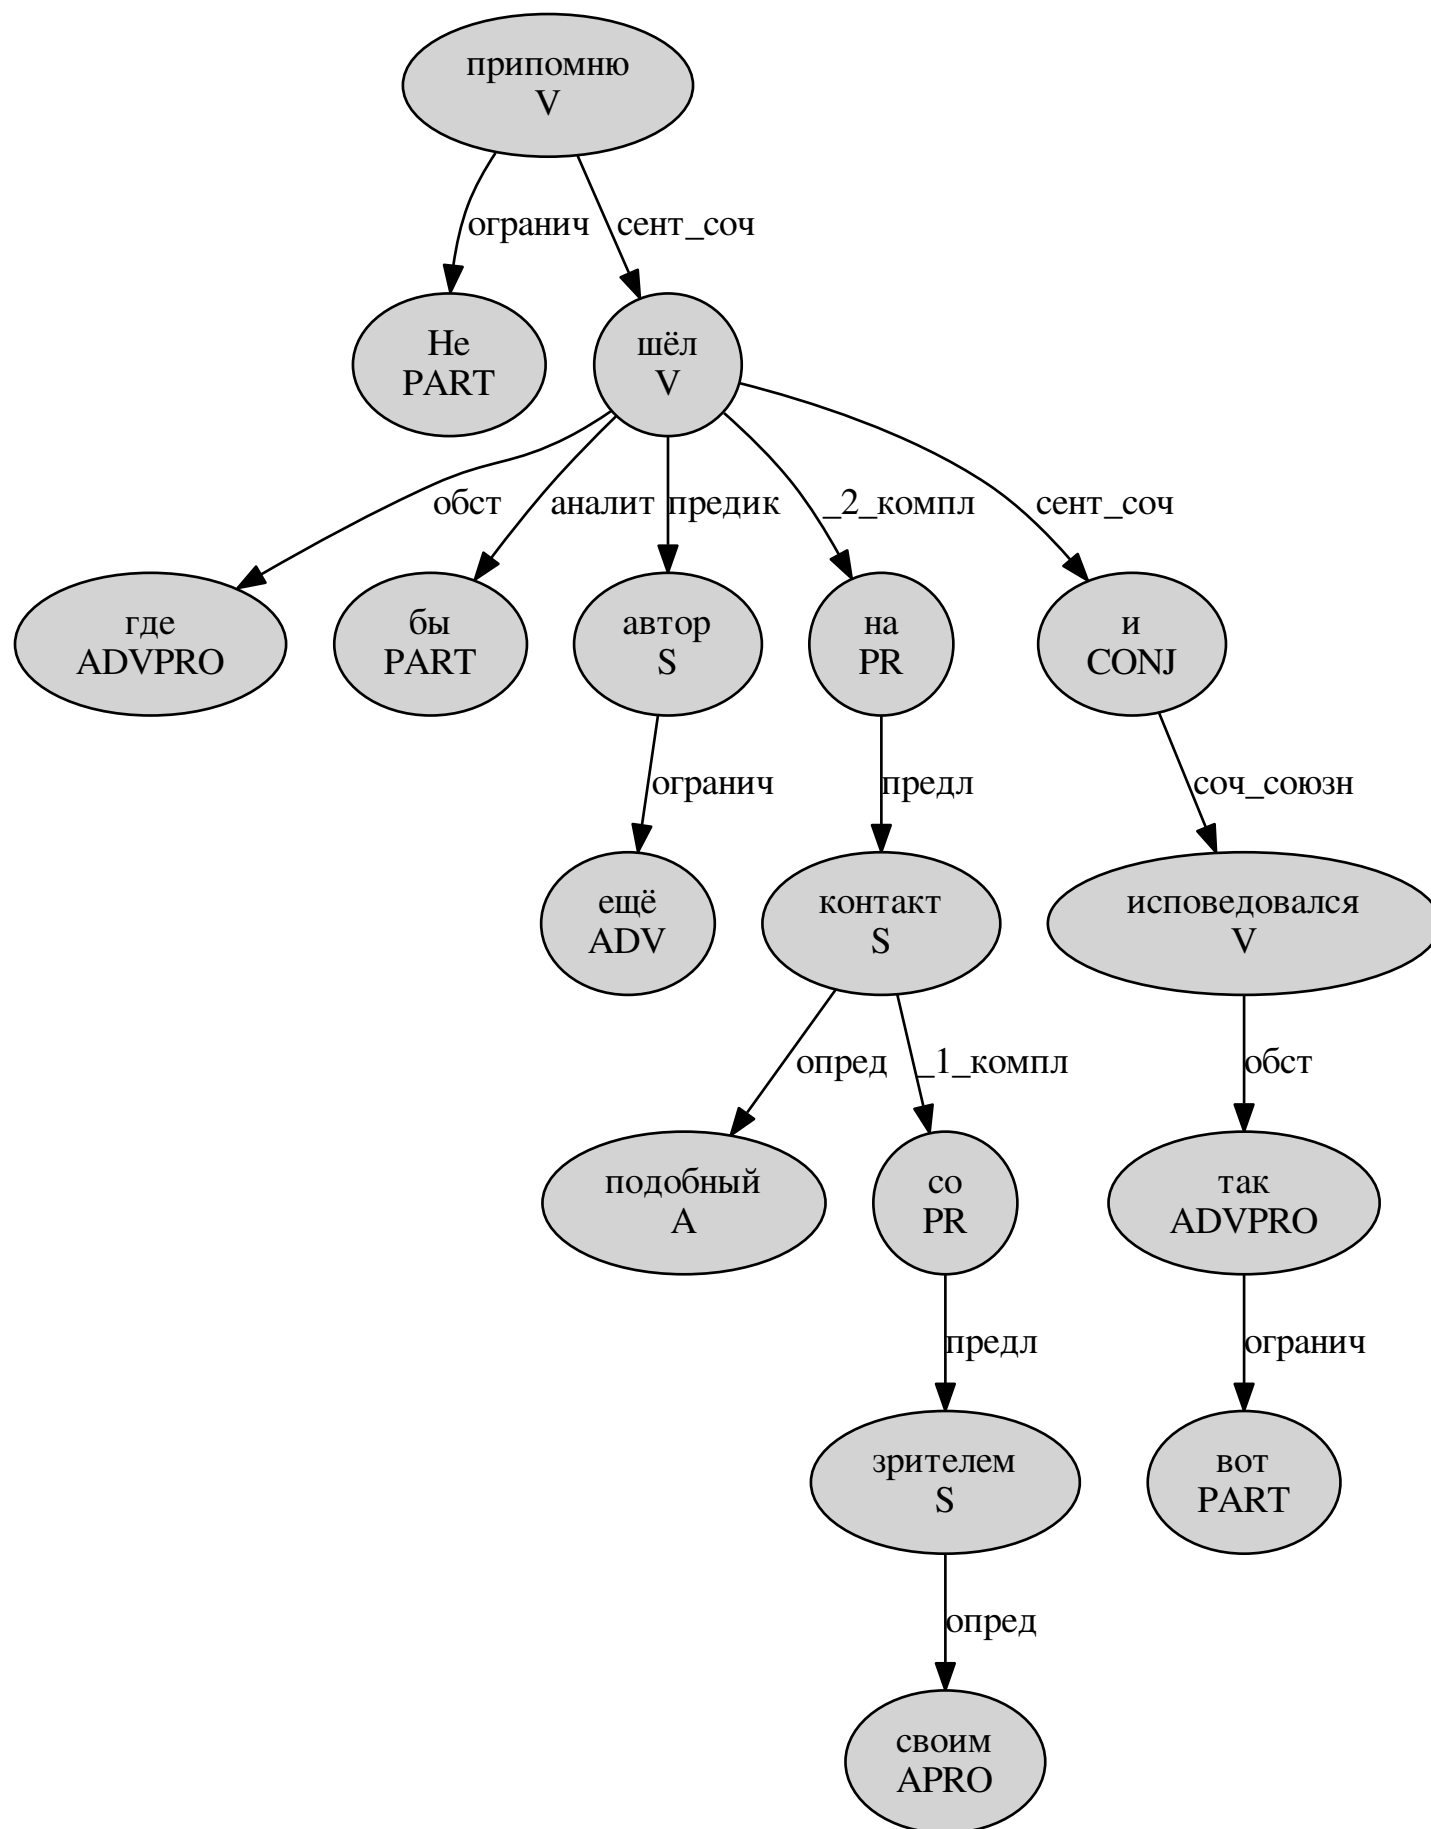 припомню
V
огранич
сент_соч
Не
PART
шёл
V
обст
аналит
предик
_2_компл
сент_соч
где
ADVPRO
бы
PART
автор
S
на
PR
и
CONJ
огранич
предл
соч_союзн
ещё
ADV
контакт
S
исповедовался
V
опред
_1_компл
обст
подобный
A
со
PR
так
ADVPRO
предл
огранич
зрителем
S
вот
PART
опред
своим
APRO